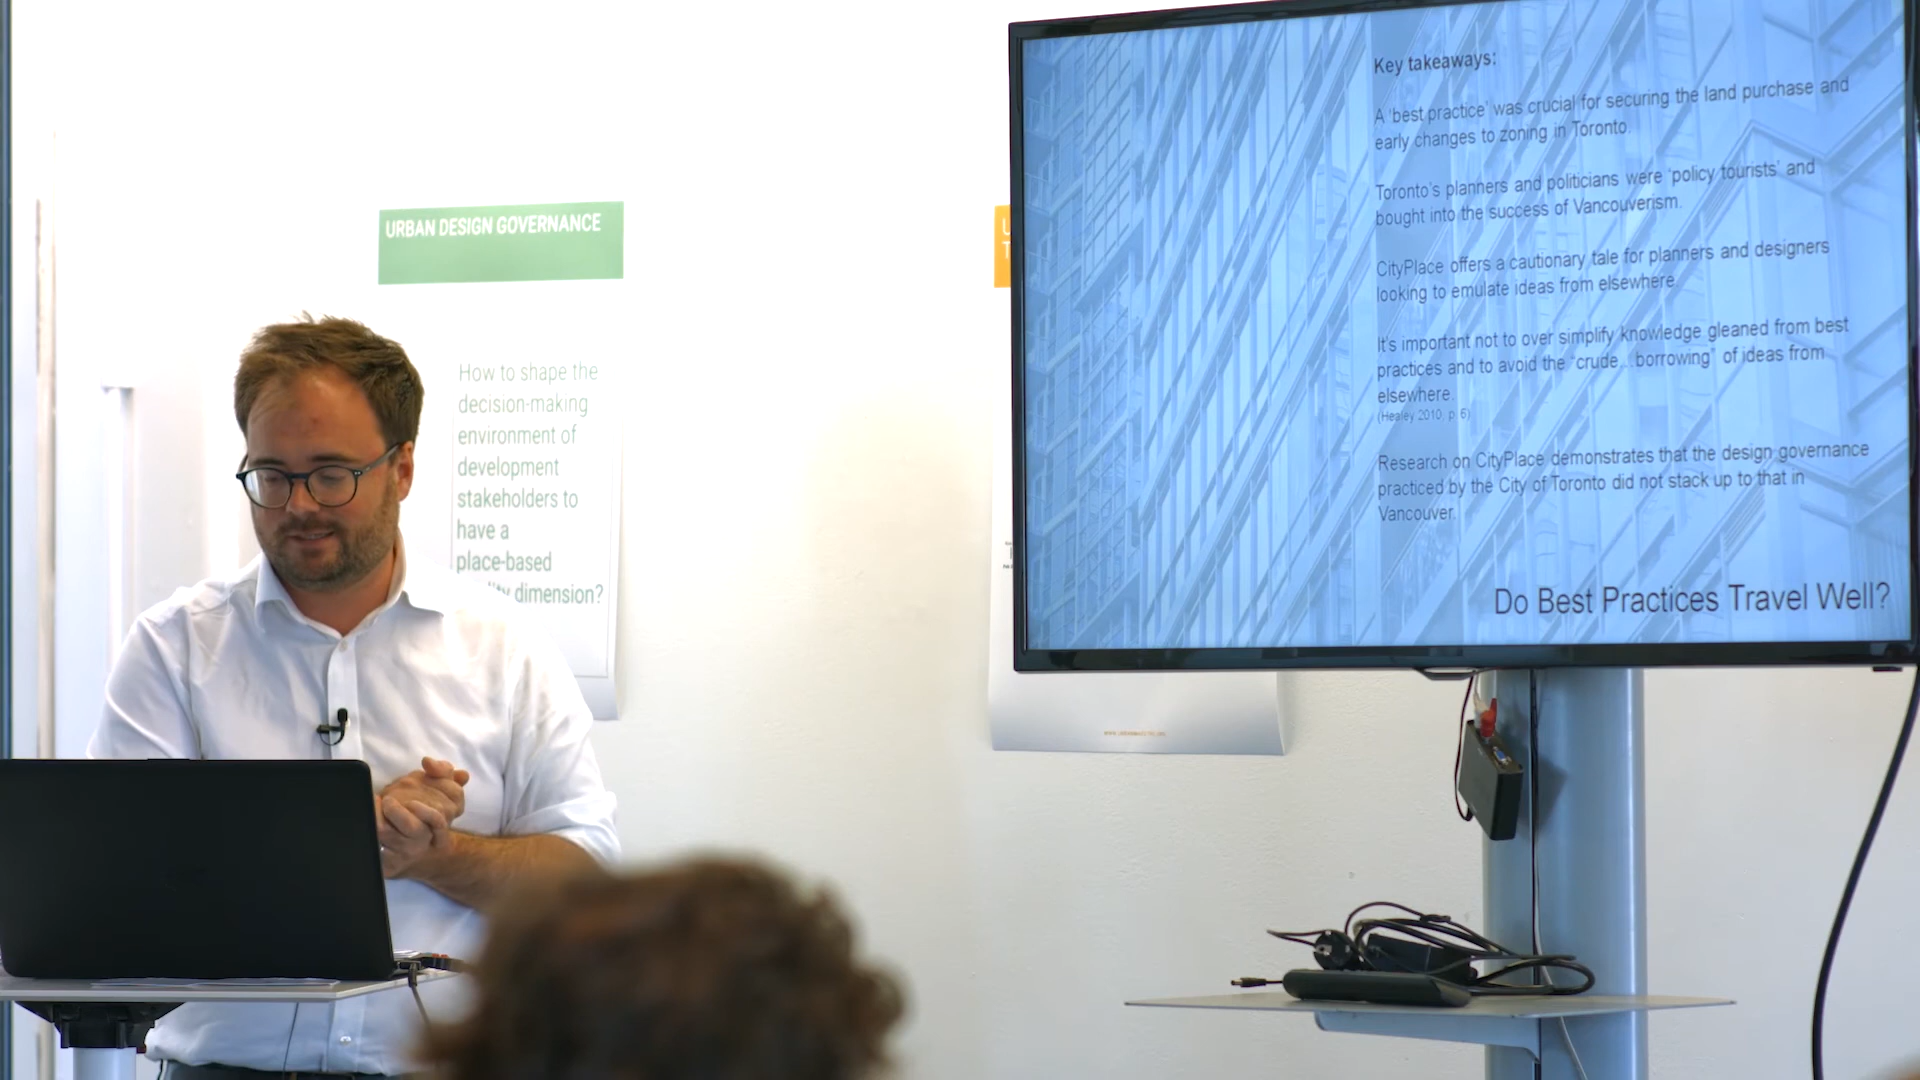 URBAN DESIGN GOVERNANCE
How to shape the
decision-making
environment of
development
stakeholders to
have a
place-based
dimension?
Key takeaways:
A 'best practice' was crucial for securing the land purchase and
early changes to zoning in Toronto.
Toronto's planners and politicians were 'policy tourists' and
bought into the success of Vancouverism.
CityPlace offers a cautionary tale for planners and designers
looking to emulate ideas from elsewhere.
It's important not to over simplify knowledge gleaned from best
practices and to avoid the "crude...borrowing" of ideas from
elsewhere.
(Healey 2010, p. 6)
Research on CityPlace demonstrates that the design governance
practiced by the City of Toronto did not stack up to that in
Vancouver.
Do Best Practices Travel Well?